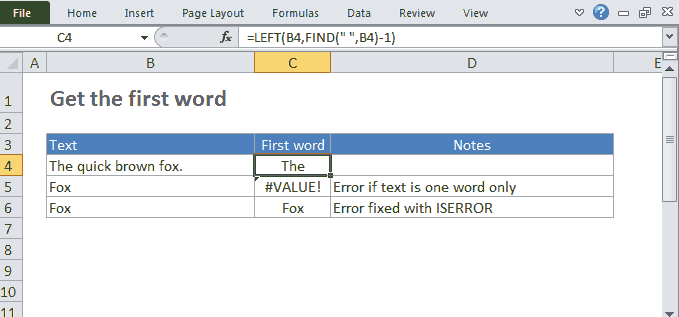 File Home Insert Page Layout Formulas Data Review View ?
C4 fx =LEFT(B4,FIND(" ",B4)-1)
A B C D E
1 Get the first word
2
3 Text First word Notes
4 The quick brown fox. The
5 Fox #VALUE! Error if text is one word only
6 Fox Fox Error fixed with ISERROR
7
8
9
10
11